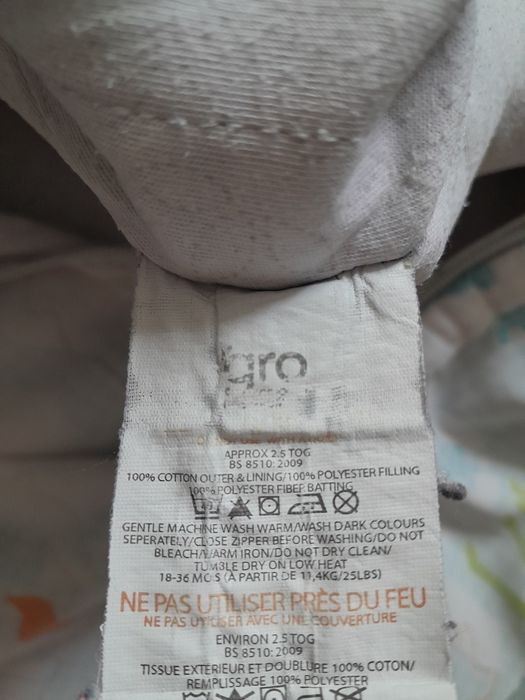 gro
APPROX 2.5 TOG
BS 8510: 2009
100% COTTON OUTER & LINING/100% POLYESTER FILLING
100% POLYESTER FIBER BATTING
GENTLE MACHINE WASH WARM/WASH DARK COLOURS
SEPERATELY/CLOSE ZIPPER BEFORE WASHING/DO NOT
BLEACH/WARM IRON/DO NOT DRY CLEAN/
TUMBLE DRY ON LOW HEAT
18-36 MOIS (À PARTIR DE 11,4KG/25LBS)
NE PAS UTILISER PRÈS DU FEU
NE PAS UTILISER AVEC UNE COUVERTURE
ENVIRON 2.5 TOG
BS 8510: 2009
TISSUE EXTERIEUR ET DOUBLURE 100% COTON/
REMPLISSAGE 100% POLYESTER